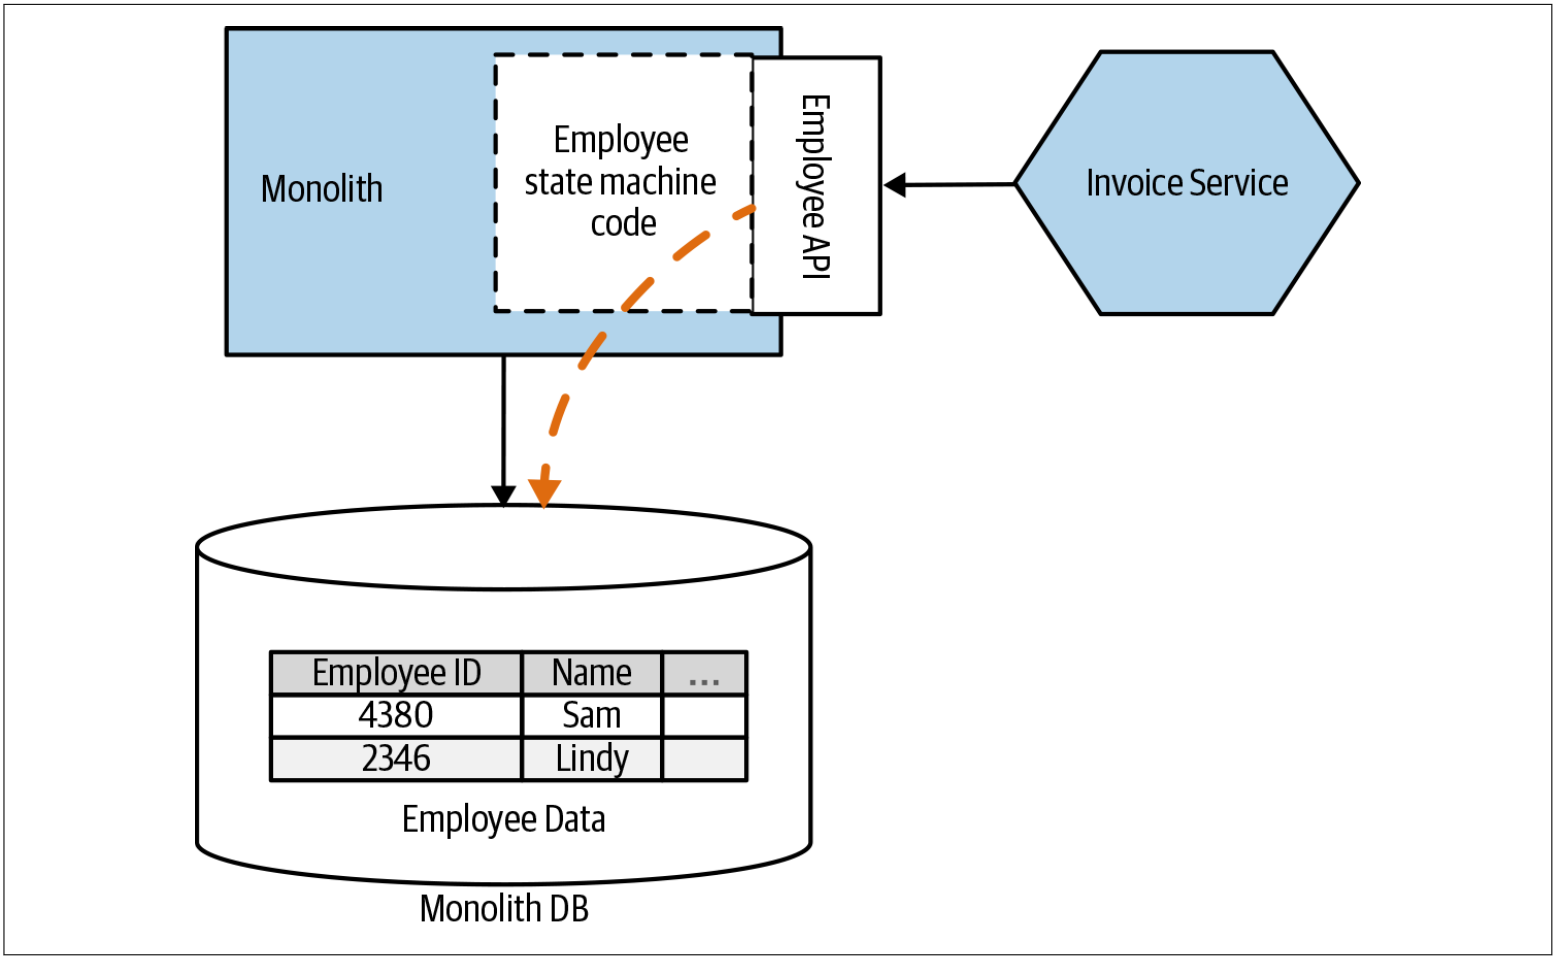 Monolith
Employee
state machine
code
Employee API
Invoice Service
Employee ID Name ...
4380 Sam
2346 Lindy
Employee Data
Monolith DB